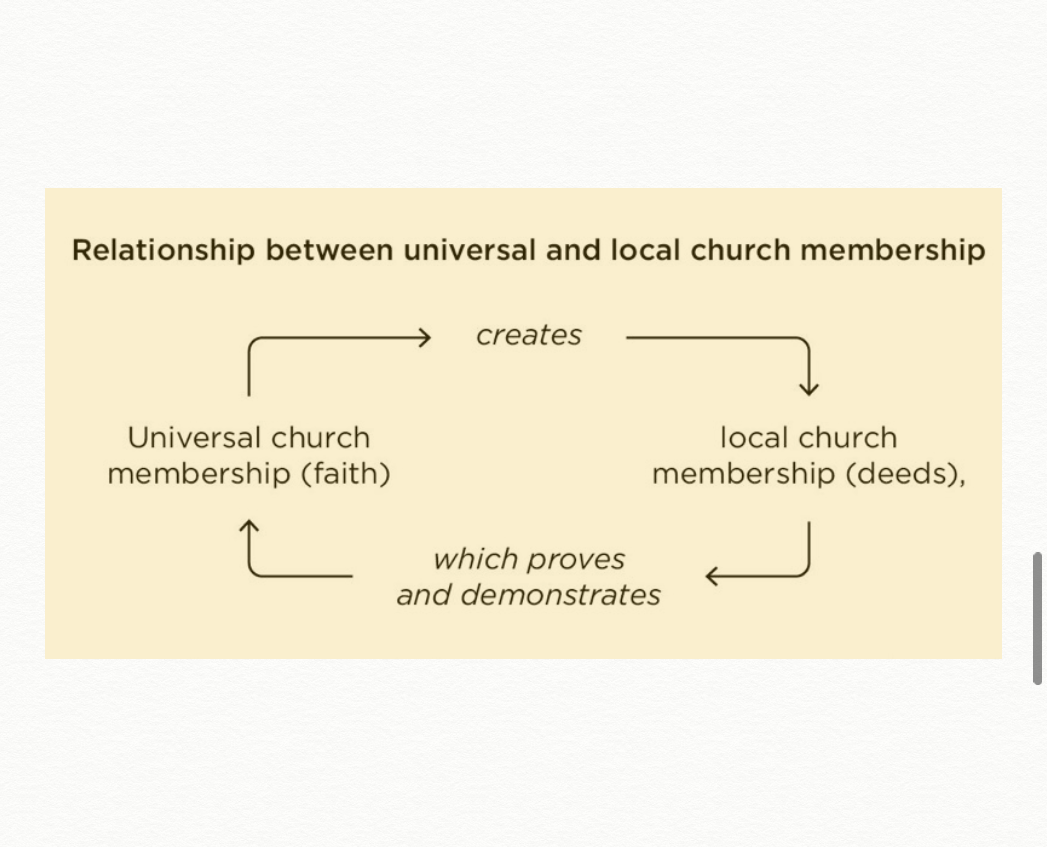 Relationship between universal and local church membership
creates
Universal church
membership (faith)
local church
membership (deeds),
which proves
and demonstrates